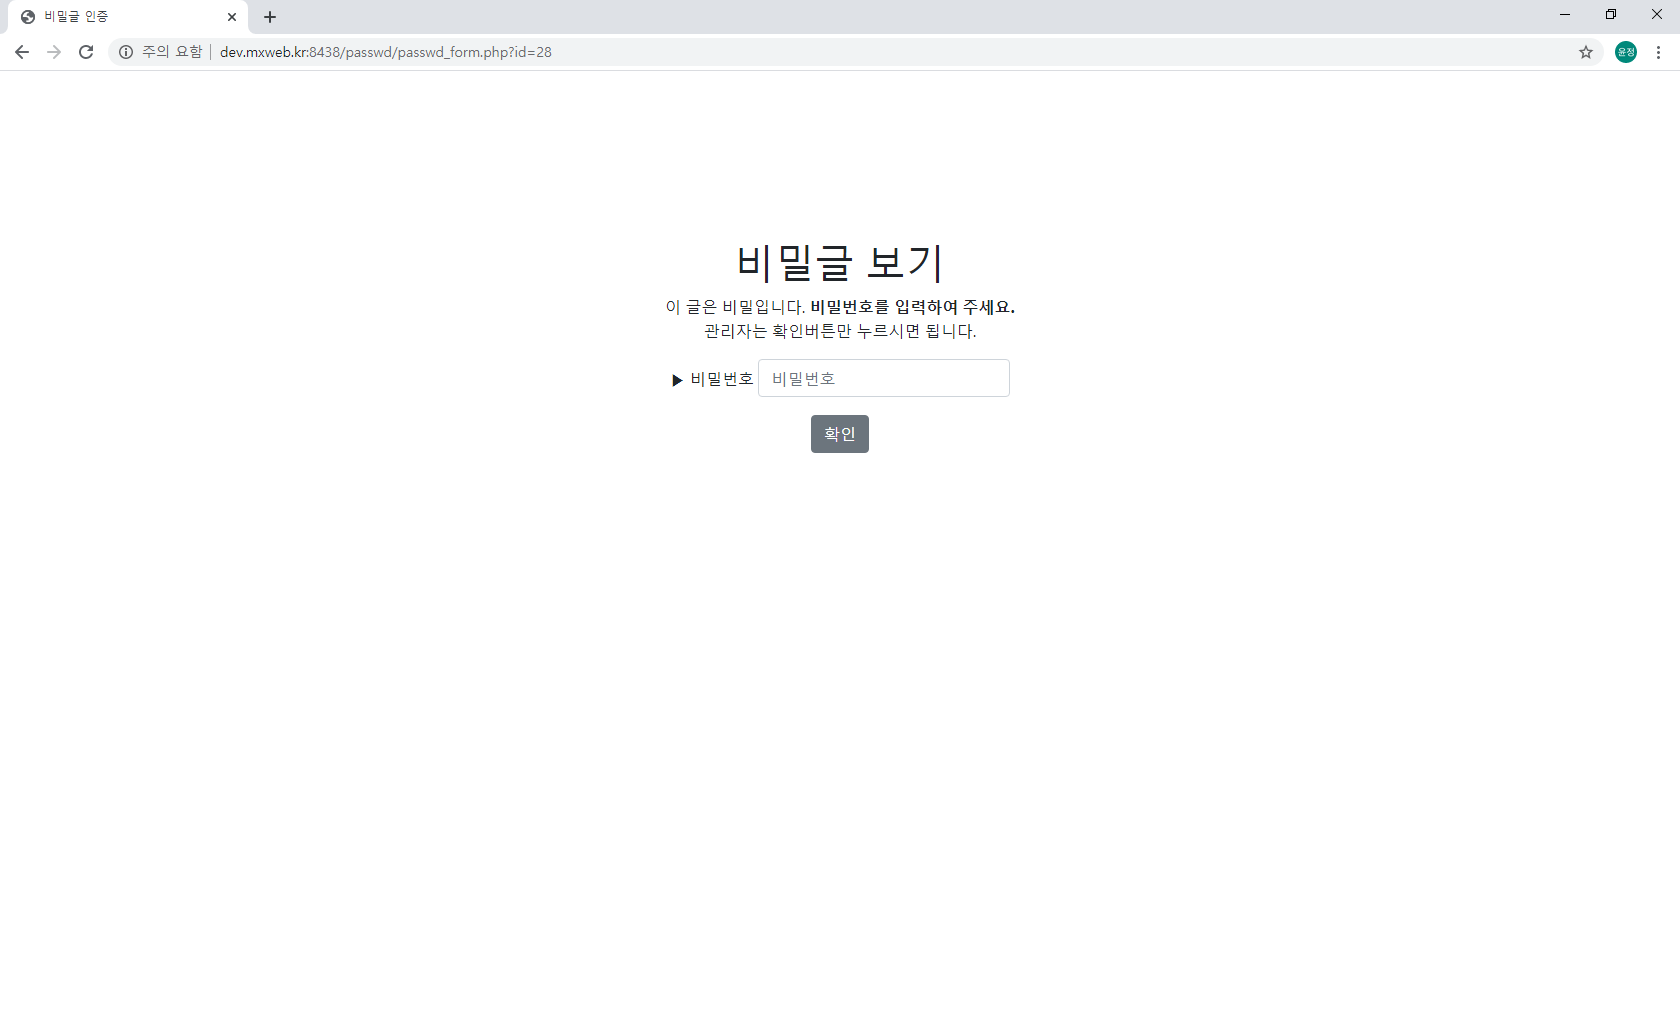 비밀글 인증
주의 요함 dev.mxweb.kr:8438/passwd/passwd_form.php?id=28
윤정
비밀글 보기
이 글은 비밀입니다. 비밀번호를 입력하여 주세요.
관리자는 확인버튼만 누르시면 됩니다.
▶ 비밀번호 비밀번호
확인